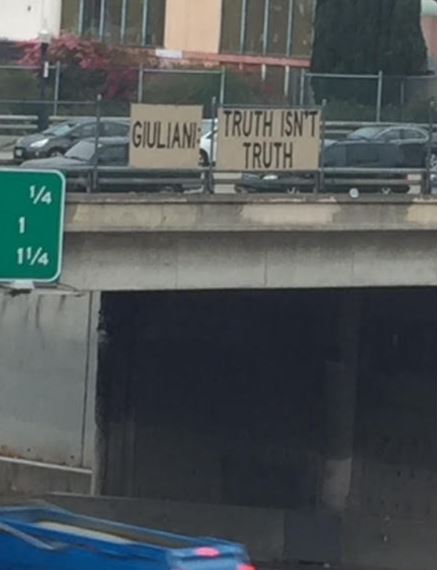 GIULIANI:
TRUTH ISN'T
TRUTH
1/4
1
1 1/4